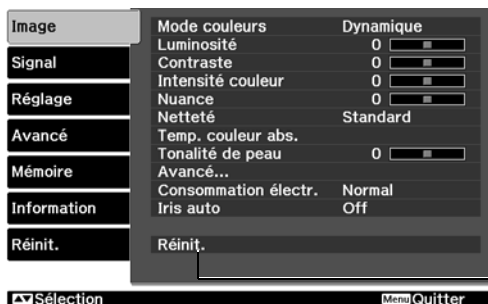 Image
Signal
Réglage
Avancé
Mémoire
Information
Réinit.
Mode couleurs Dynamique
Luminosité 0
Contraste 0
Intensité couleur 0
Nuance 0
Netteté Standard
Temp. couleur abs.
Tonalité de peau 0
Avancé...
Consommation électr. Normal
Iris auto Off
Réinit.
Sélection Menu Quitter